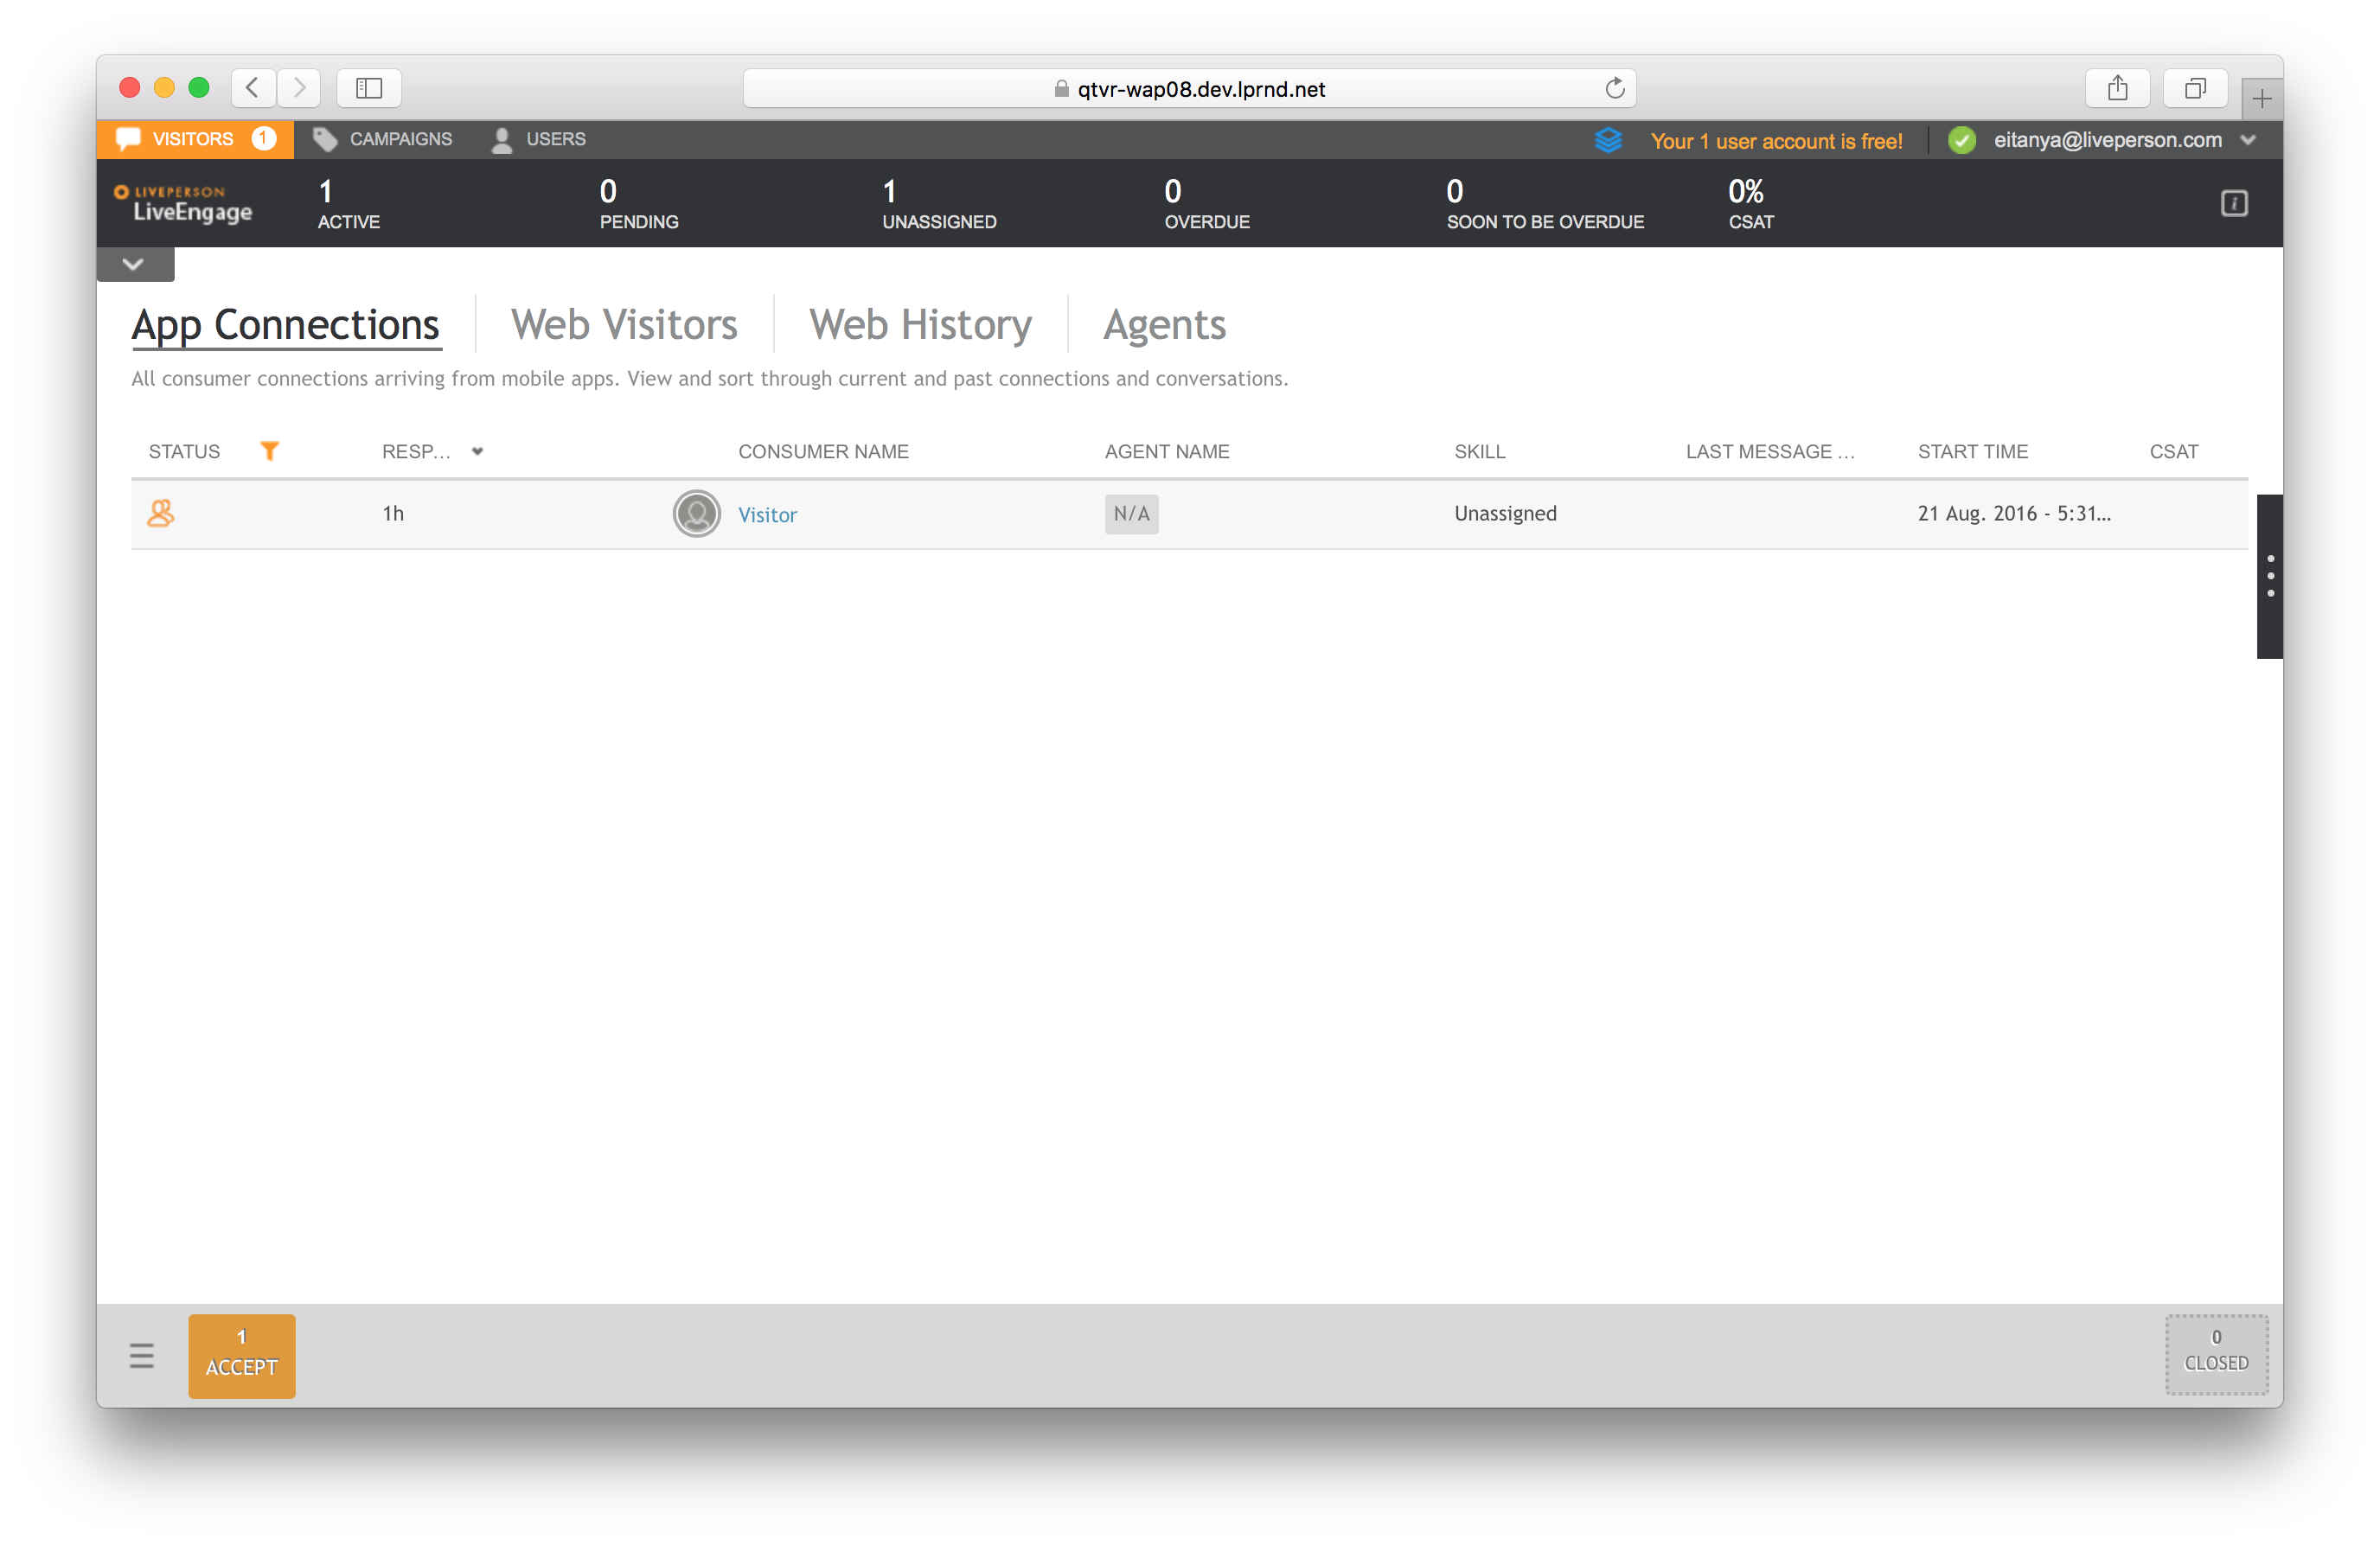 qtvr-wap08.dev.lprnd.net
VISITORS 1 CAMPAIGNS USERS Your 1 user account is free! eitanya@liveperson.com
LIVEPERSON
LiveEngage
1 0 1 0 0 0%
ACTIVE PENDING UNASSIGNED OVERDUE SOON TO BE OVERDUE CSAT
App Connections Web Visitors Web History Agents
All consumer connections arriving from mobile apps. View and sort through current and past connections and conversations.
STATUS RESP... CONSUMER NAME AGENT NAME SKILL LAST MESSAGE ... START TIME CSAT
1h Visitor N/A Unassigned 21 Aug. 2016 - 5:31...
1
ACCEPT
0
CLOSED